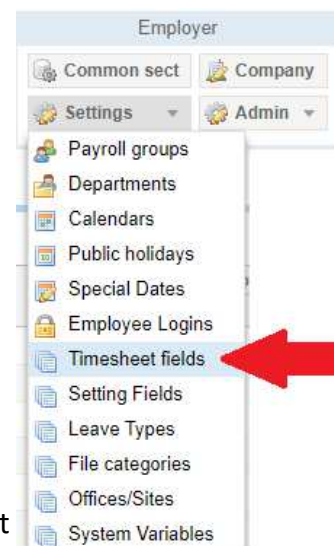 Employer
Common sect Company
Settings Admin
Payroll groups
Departments
Calendars
Public holidays
Special Dates
Employee Logins
Timesheet fields
Setting Fields
Leave Types
File categories
Offices/Sites
t System Variables